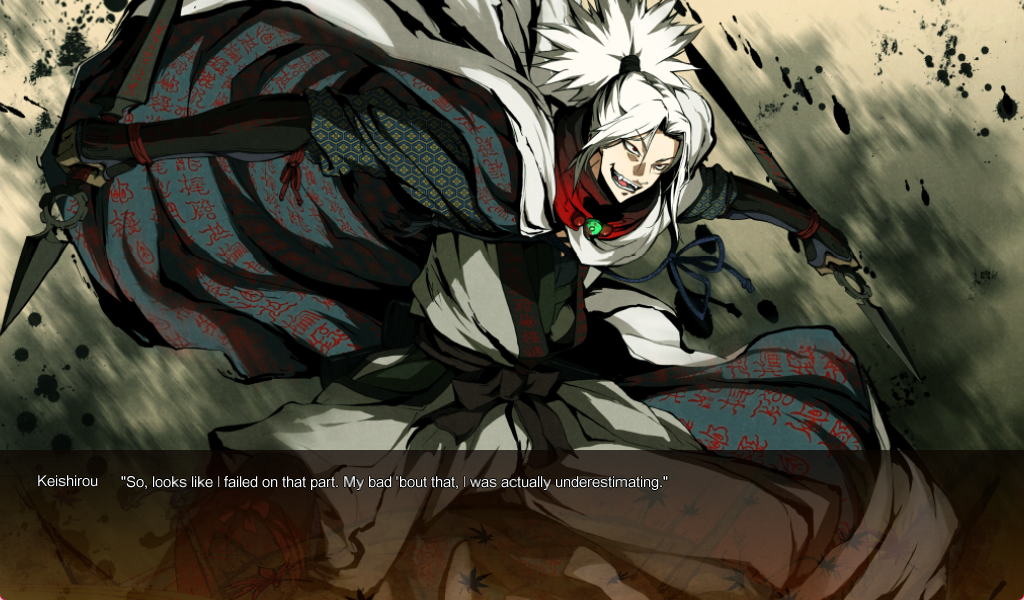 Keishirou "So, looks like I failed on that part. My bad 'bout that, I was actually underestimating."